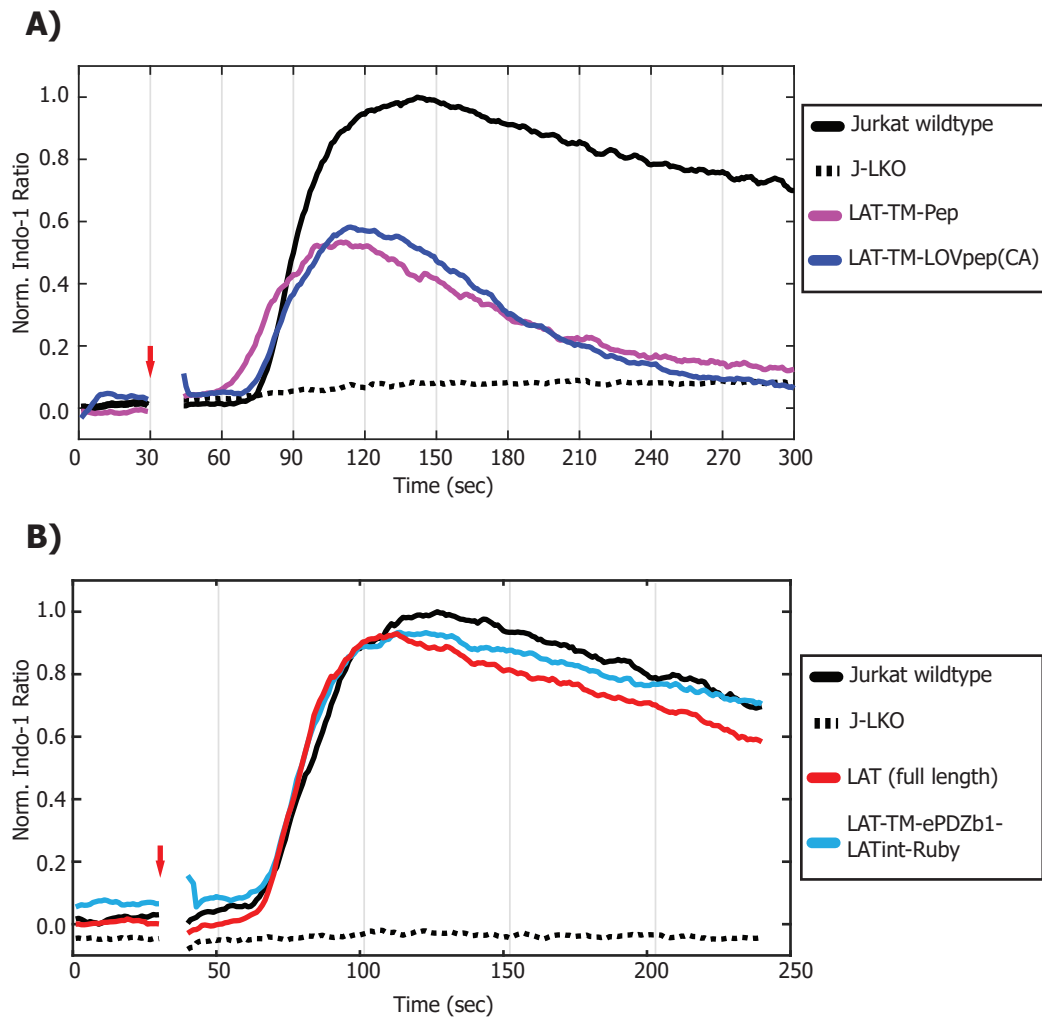 A)
Norm. Indo-1 Ratio
1.0
0.8
0.6
0.4
0.2
0.0
0 30 60 90 120 150 180 210 240 270 300
Time (sec)
Jurkat wildtype
J-LKO
LAT-TM-Pep
LAT-TM-LOVpep(CA)
B)
Norm. Indo-1 Ratio
1.0
0.8
0.6
0.4
0.2
0.0
0 50 100 150 200 250
Time (sec)
Jurkat wildtype
J-LKO
LAT (full length)
LAT-TM-ePDZb1-
LATint-Ruby